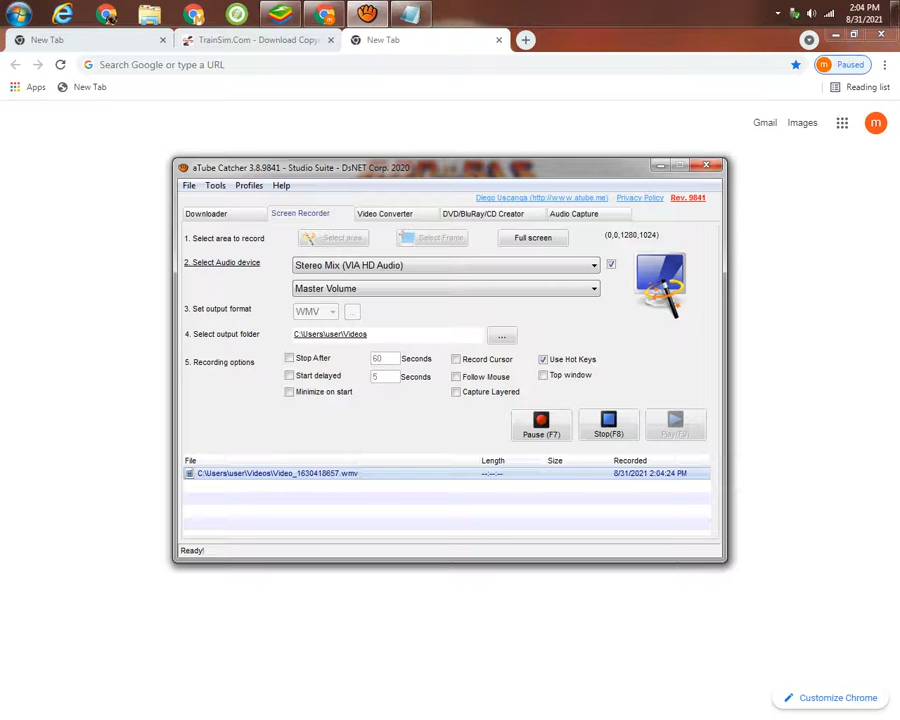 2:04 PM
8/31/2021
New Tab
TrainSim.Com - Download Copy
New Tab
Search Google or type a URL
Paused
Apps
New Tab
Reading list
Gmail
Images
m
aTube Catcher 3.8.9841 - Studio Suite - DsNET Corp. 2020
File Tools Profiles Help
Diego Uscanga (http://www.atube.me) Privacy Policy Rev. 9841
Downloader Screen Recorder Video Converter DVD/BluRay/CD Creator Audio Capture
1. Select area to record Select area Select Frame Full screen (0,0,1280,1024)
2. Select Audio device Stereo Mix (VIA HD Audio)
Master Volume
3. Set output format WMV ...
4. Select output folder C:\Users\user\Videos ...
5. Recording options Stop After 60 Seconds Record Cursor Use Hot Keys
Start delayed 5 Seconds Follow Mouse Top window
Minimize on start Capture Layered
Pause (F7) Stop(F8) Play(F9)
File Length Size Recorded
C:\Users\user\Videos\Video_1630418657.wmv --:--:-- 8/31/2021 2:04:24 PM
Ready!
Customize Chrome